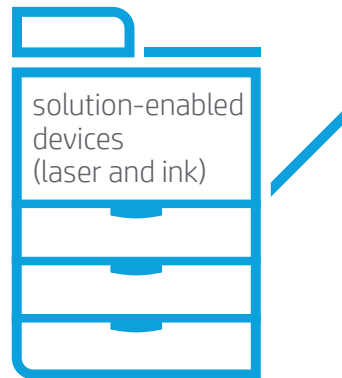 solution-enabled
devices
(laser and ink)